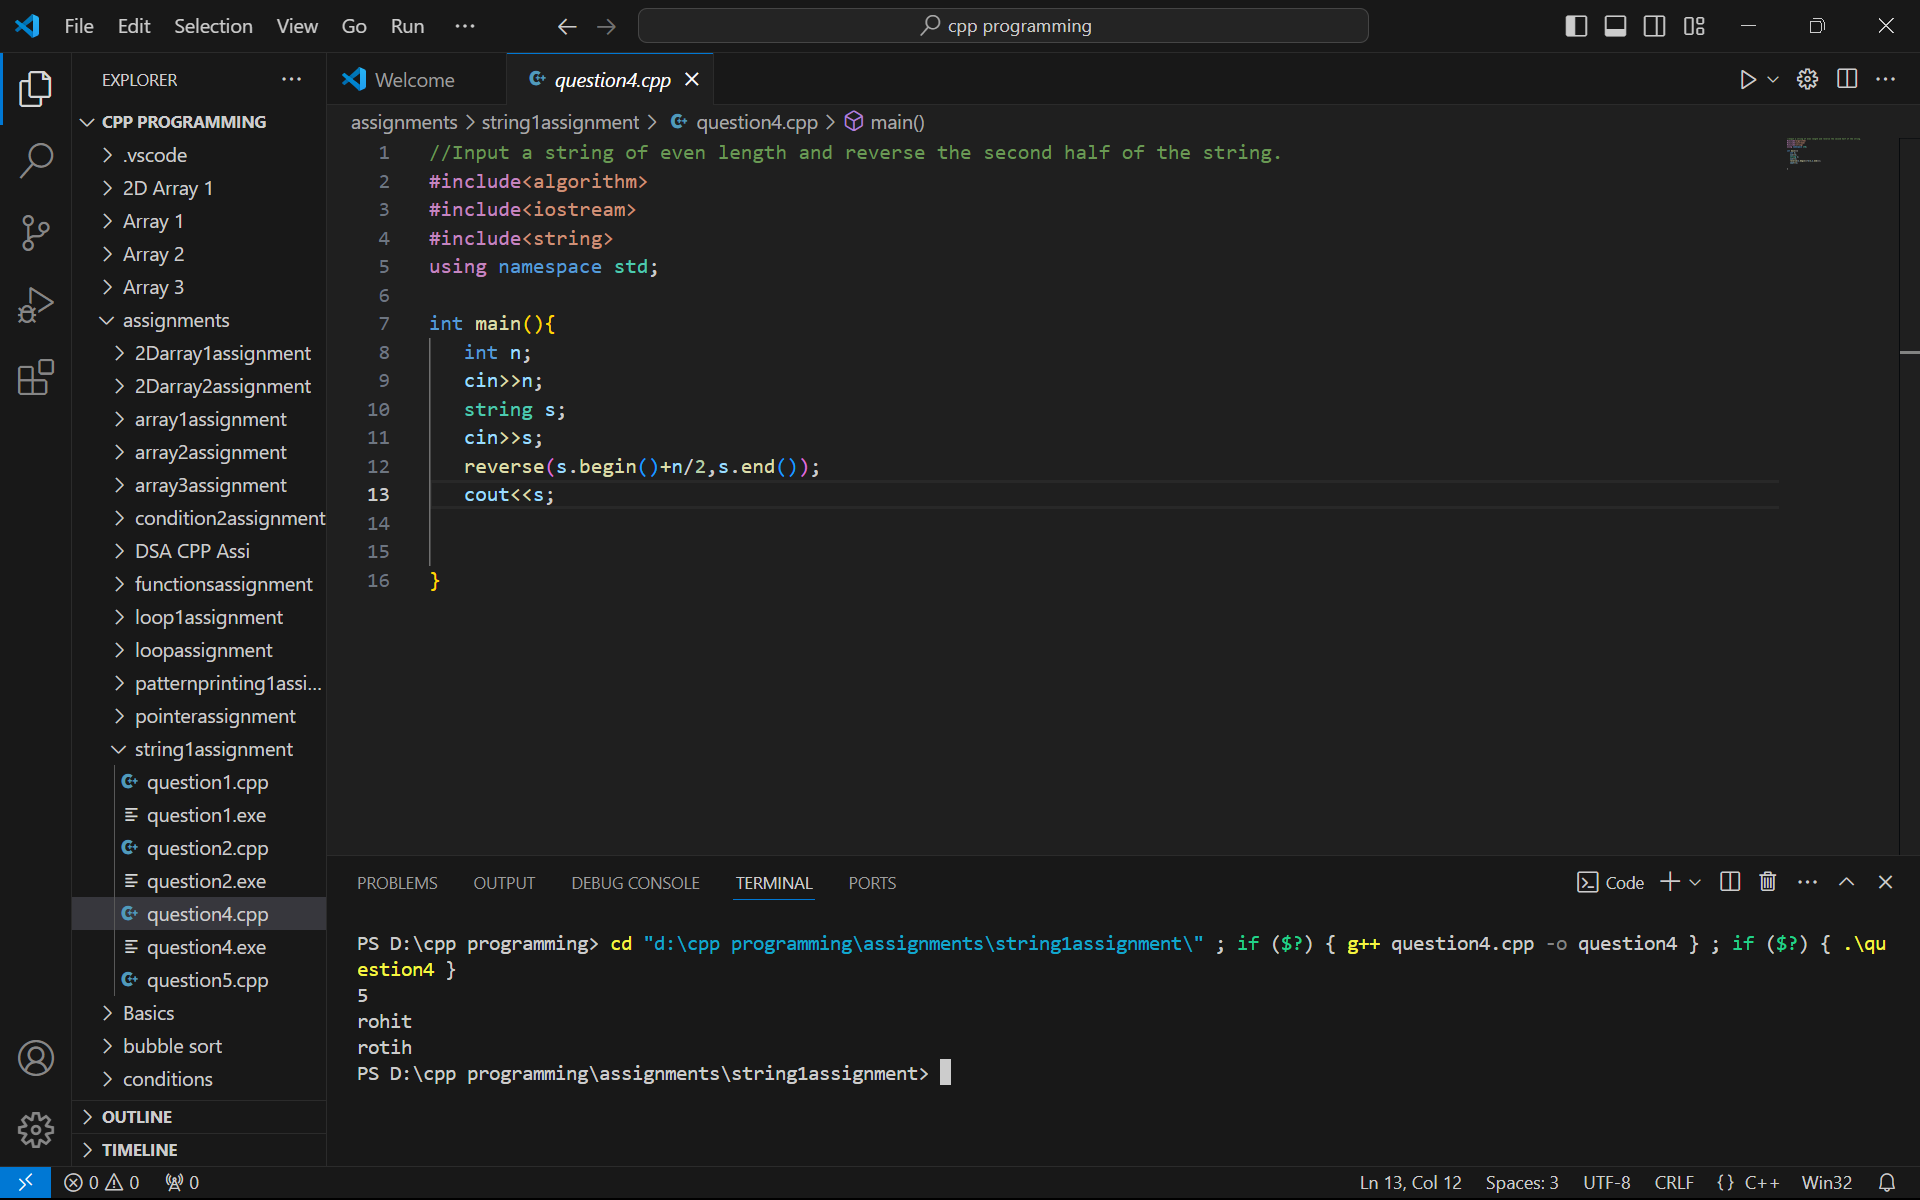 File Edit Selection View Go Run ... cpp programming
EXPLORER ...
CPP PROGRAMMING
.vscode
2D Array 1
Array 1
Array 2
Array 3
assignments
2Darray1assignment
2Darray2assignment
array1assignment
array2assignment
array3assignment
condition2assignment
DSA CPP Assi
functionsassignment
loop1assignment
loopassignment
patternprinting1assi...
pointerassignment
string1assignment
question1.cpp
question1.exe
question2.cpp
question2.exe
question4.cpp
question4.exe
question5.cpp
Basics
bubble sort
conditions
OUTLINE
TIMELINE
Welcome question4.cpp
assignments > string1assignment > question4.cpp > main()
1 //Input a string of even length and reverse the second half of the string.
2 #include<algorithm>
3 #include<iostream>
4 #include<string>
5 using namespace std;
6
7 int main(){
8 int n;
9 cin>>n;
10 string s;
11 cin>>s;
12 reverse(s.begin()+n/2,s.end());
13 cout<<s;
14
15
16 }
PROBLEMS OUTPUT DEBUG CONSOLE TERMINAL PORTS Code
PS D:\cpp programming> cd "d:\cpp programming\assignments\string1assignment\" ; if ($?) { g++ question4.cpp -o question4 } ; if ($?) { .\qu
estion4 }
5
rohit
rotih
PS D:\cpp programming\assignments\string1assignment>
0 0 0 Ln 13, Col 12 Spaces: 3 UTF-8 CRLF {} C++ Win32